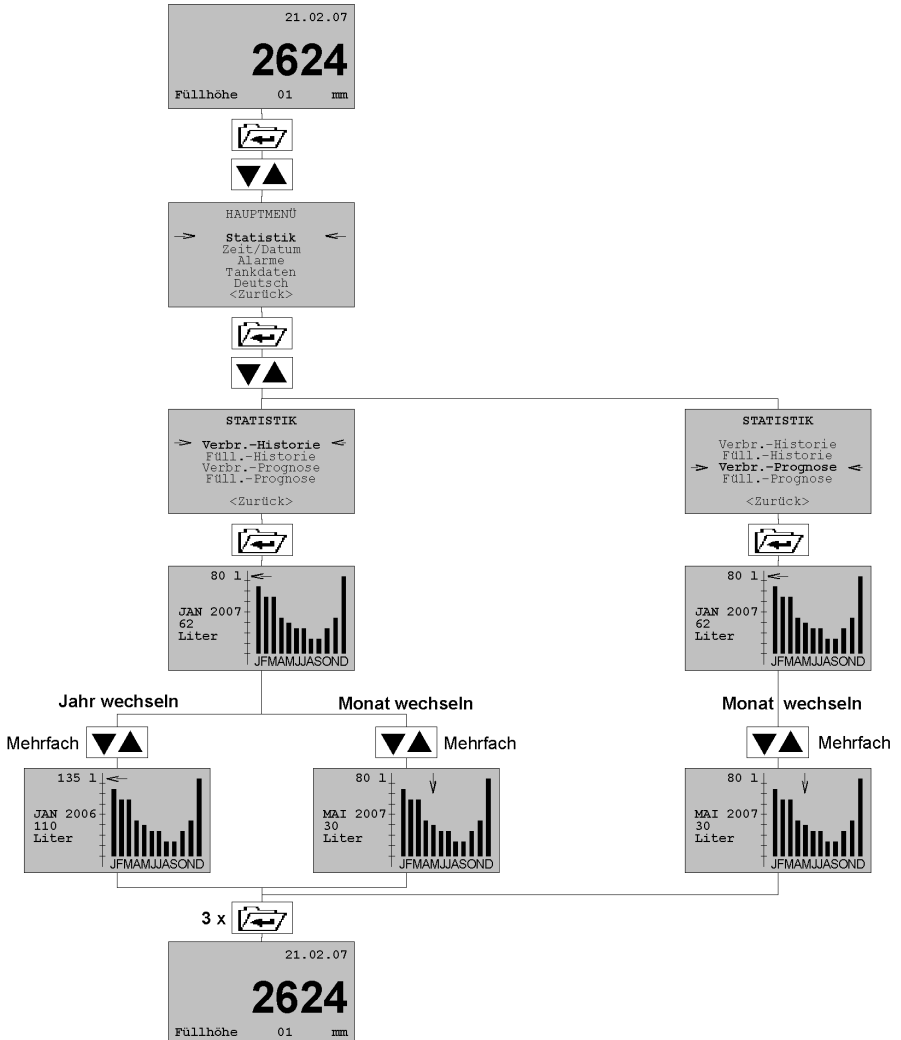 21.02.07
2624
Füllhöhe 01 mm
HAUPTMENÜ
Statistik
Zeit/Datum
Alarme
Tankdaten
Deutsch
<Zurück>
STATISTIK
Verbr.-Historie
Füll.-Historie
Verbr.-Prognose
Füll.-Prognose
<Zurück>
STATISTIK
Verbr.-Historie
Füll.-Historie
Verbr.-Prognose
Füll.-Prognose
<Zurück>
80 l
JAN 2007
62
Liter
JFMAMJJASOND
80 l
JAN 2007
62
Liter
JFMAMJJASOND
Jahr wechseln
Monat wechseln
Monat wechseln
Mehrfach
Mehrfach
Mehrfach
135 l
JAN 2006
110
Liter
JFMAMJJASOND
80 l
MAI 2007
30
Liter
JFMAMJJASOND
80 l
MAI 2007
30
Liter
JFMAMJJASOND
3 x
21.02.07
2624
Füllhöhe 01 mm